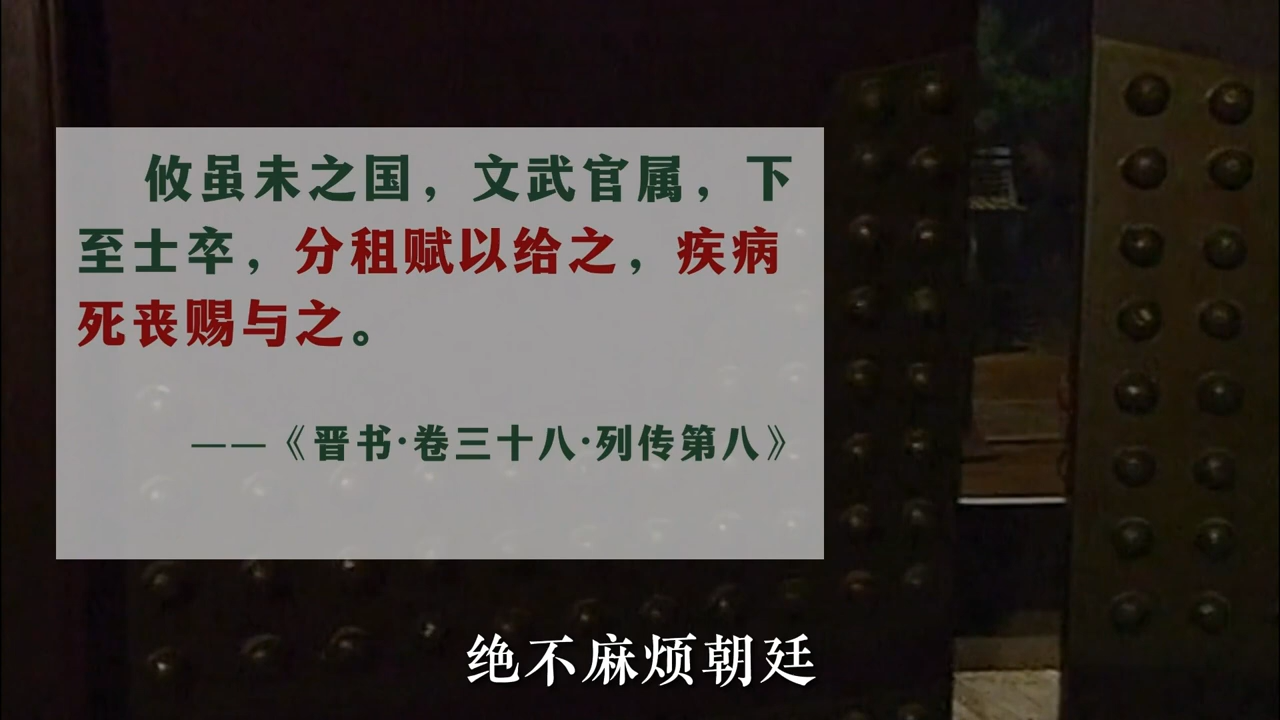 攸虽未之国，文武官属，下
至士卒，分租赋以给之，疾病
死丧赐与之。
——《晋书·卷三十八·列传第八》
绝不麻烦朝廷